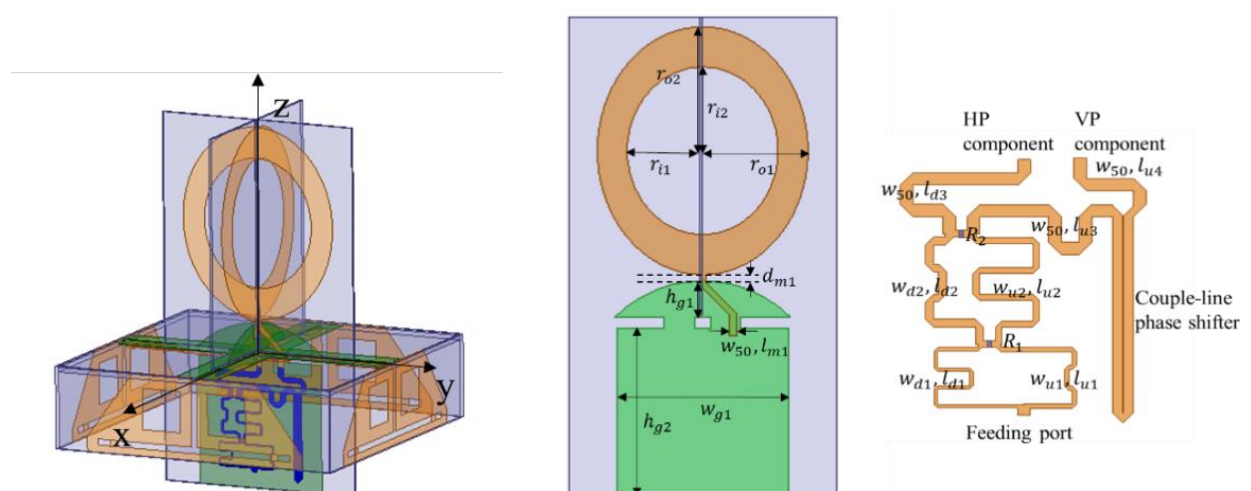 Z
y
X
r_{o2}
r_{i2}
r_{i1}
r_{o1}
d_{m1}
h_{g1}
w_{50}, l_{m1}
w_{g1}
h_{g2}
HP
component
VP
component
w_{50}, l_{u4}
w_{50}, l_{d3}
R_2
w_{50}, l_{u3}
w_{d2}, l_{d2}
w_{u2}, l_{u2}
Couple-line
phase shifter
R_1
w_{d1}, l_{d1}
w_{u1}, l_{u1}
Feeding port